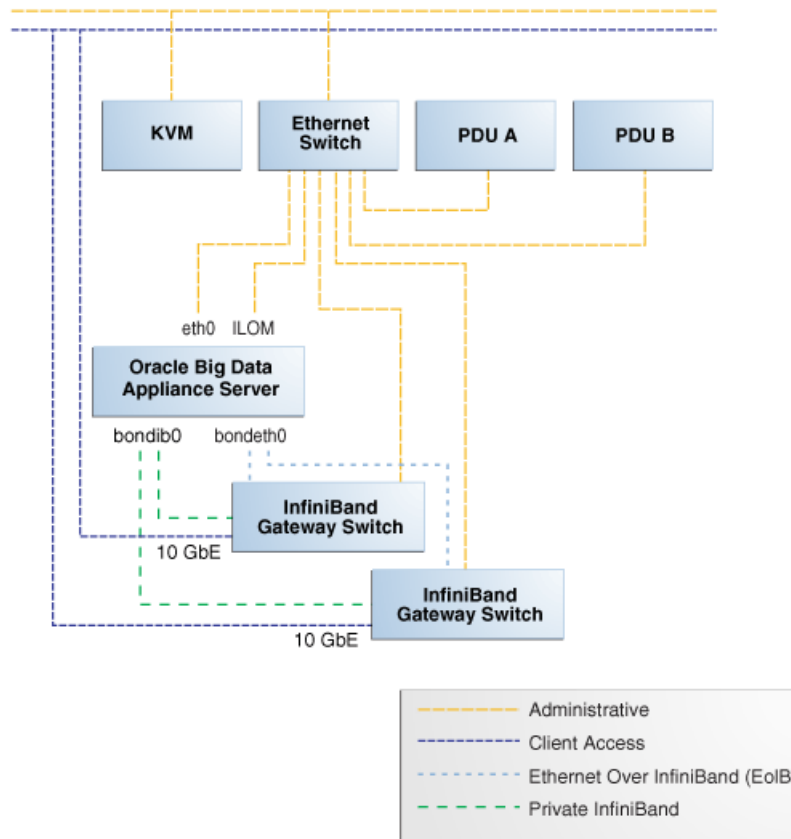 KVM
Ethernet
Switch
PDU A
PDU B
eth0
ILOM
Oracle Big Data
Appliance Server
bondib0
bondeth0
InfiniBand
Gateway Switch
10 GbE
InfiniBand
Gateway Switch
10 GbE
Administrative
Client Access
Ethernet Over InfiniBand (EoIB
Private InfiniBand